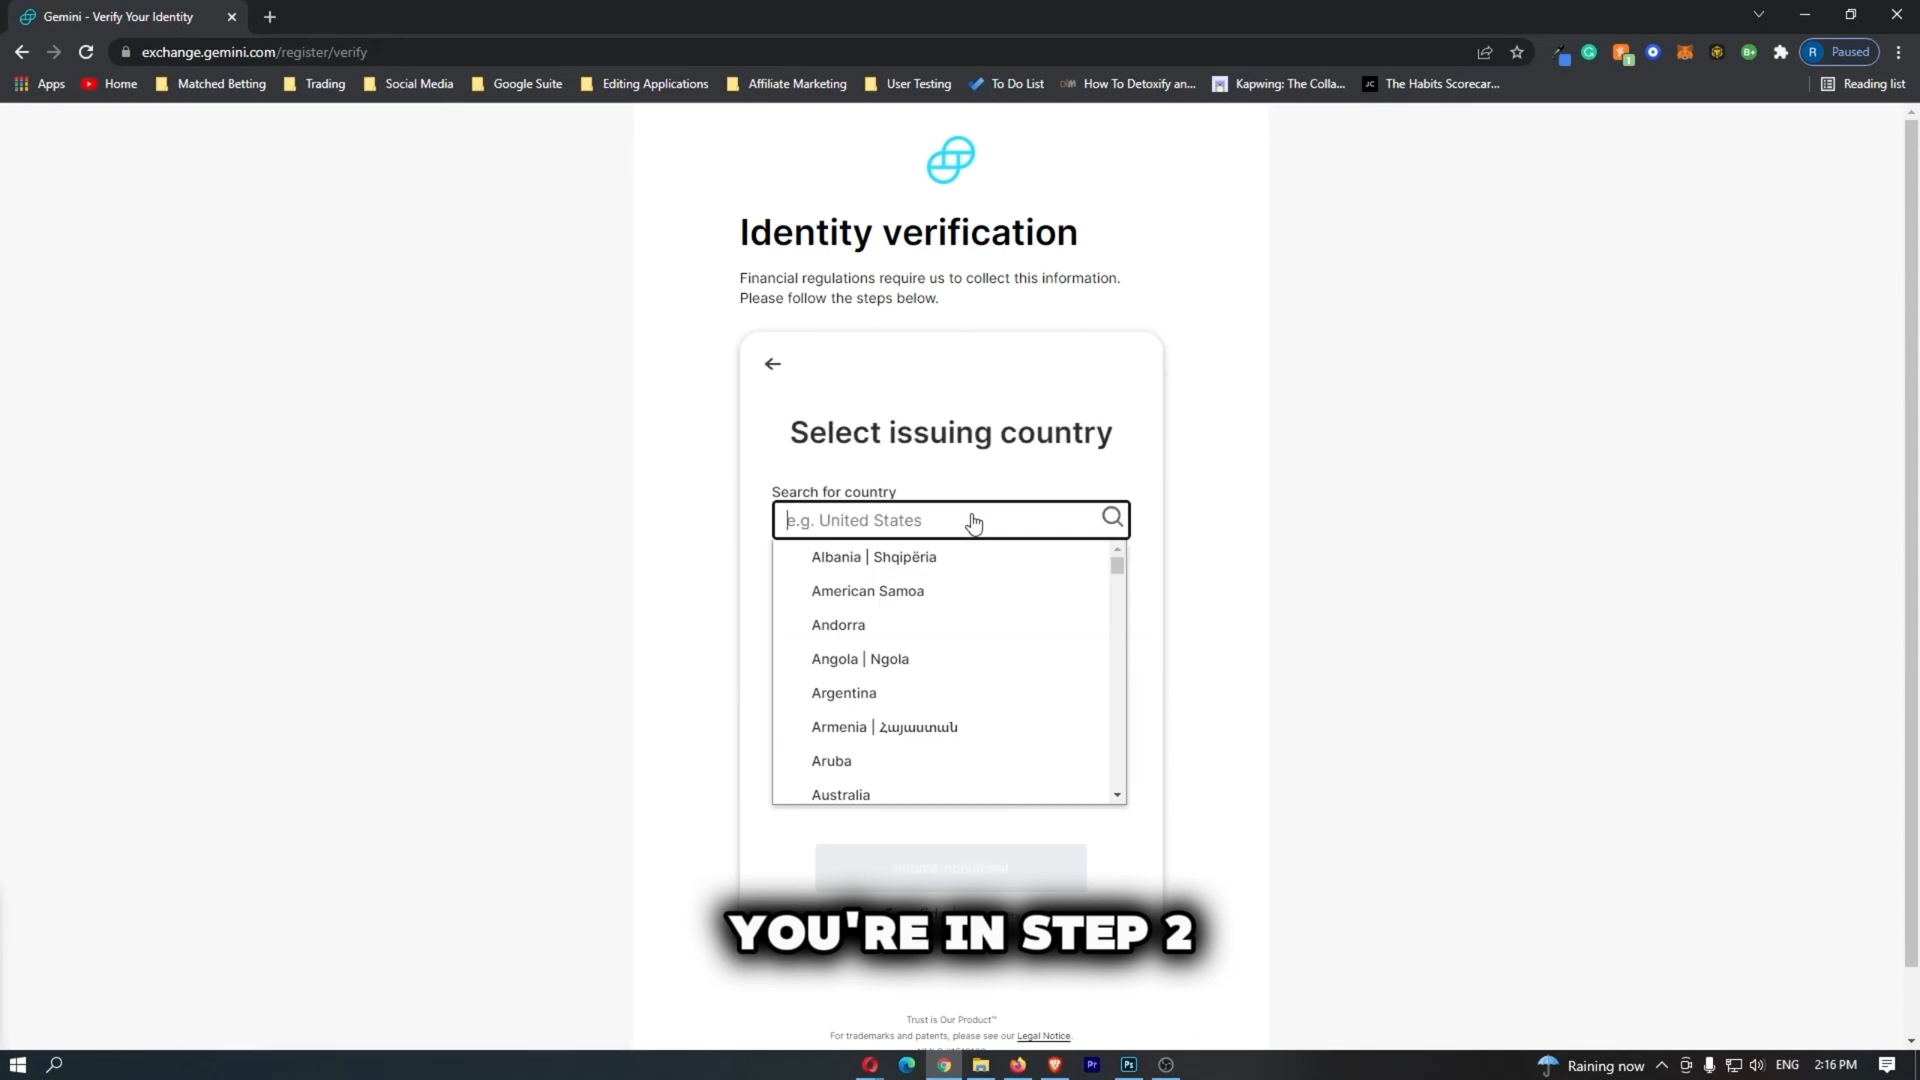 Gemini - Verify Your Identity
exchange.gemini.com/register/verify
R Paused
Apps Home Matched Betting Trading Social Media Google Suite Editing Applications Affiliate Marketing User Testing To Do List How To Detoxify an... Kapwing: The Colla... JC The Habits Scorecar... Reading list
Identity verification
Financial regulations require us to collect this information.
Please follow the steps below.
Select issuing country
Search for country
e.g. United States
Albania | Shqipëria
American Samoa
Andorra
Angola | Ngola
Argentina
Armenia | Հայաստան
Aruba
Australia
YOU'RE IN STEP 2
Trust is Our Product™
For trademarks and patents, please see our Legal Notice.
Raining now ENG 2:16 PM